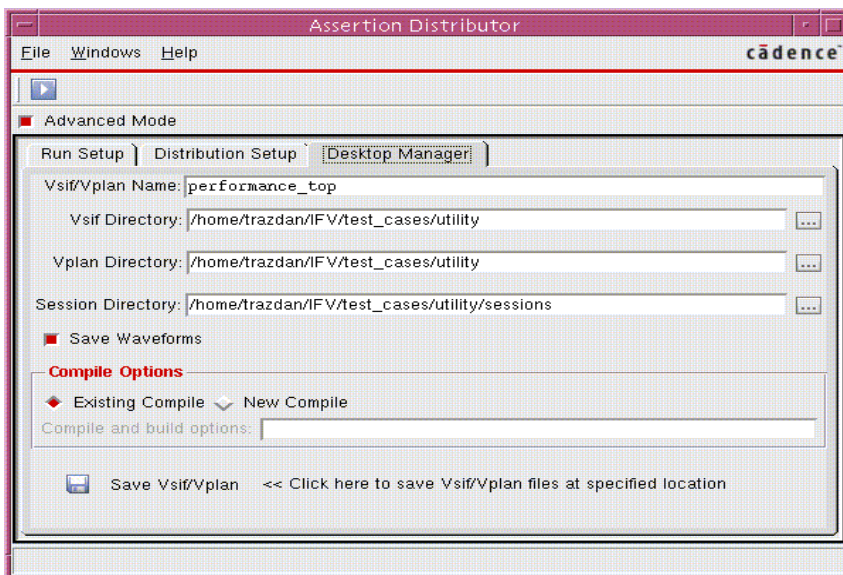 Assertion Distributor
File Windows Help cādence
Advanced Mode
Run Setup Distribution Setup Desktop Manager
Vsif/Vplan Name: performance_top
Vsif Directory: /home/trazdan/IFV/test_cases/utility ...
Vplan Directory: /home/trazdan/IFV/test_cases/utility ...
Session Directory: /home/trazdan/IFV/test_cases/utility/sessions ...
Save Waveforms
Compile Options
Existing Compile New Compile
Compile and build options:
Save Vsif/Vplan << Click here to save Vsif/Vplan files at specified location